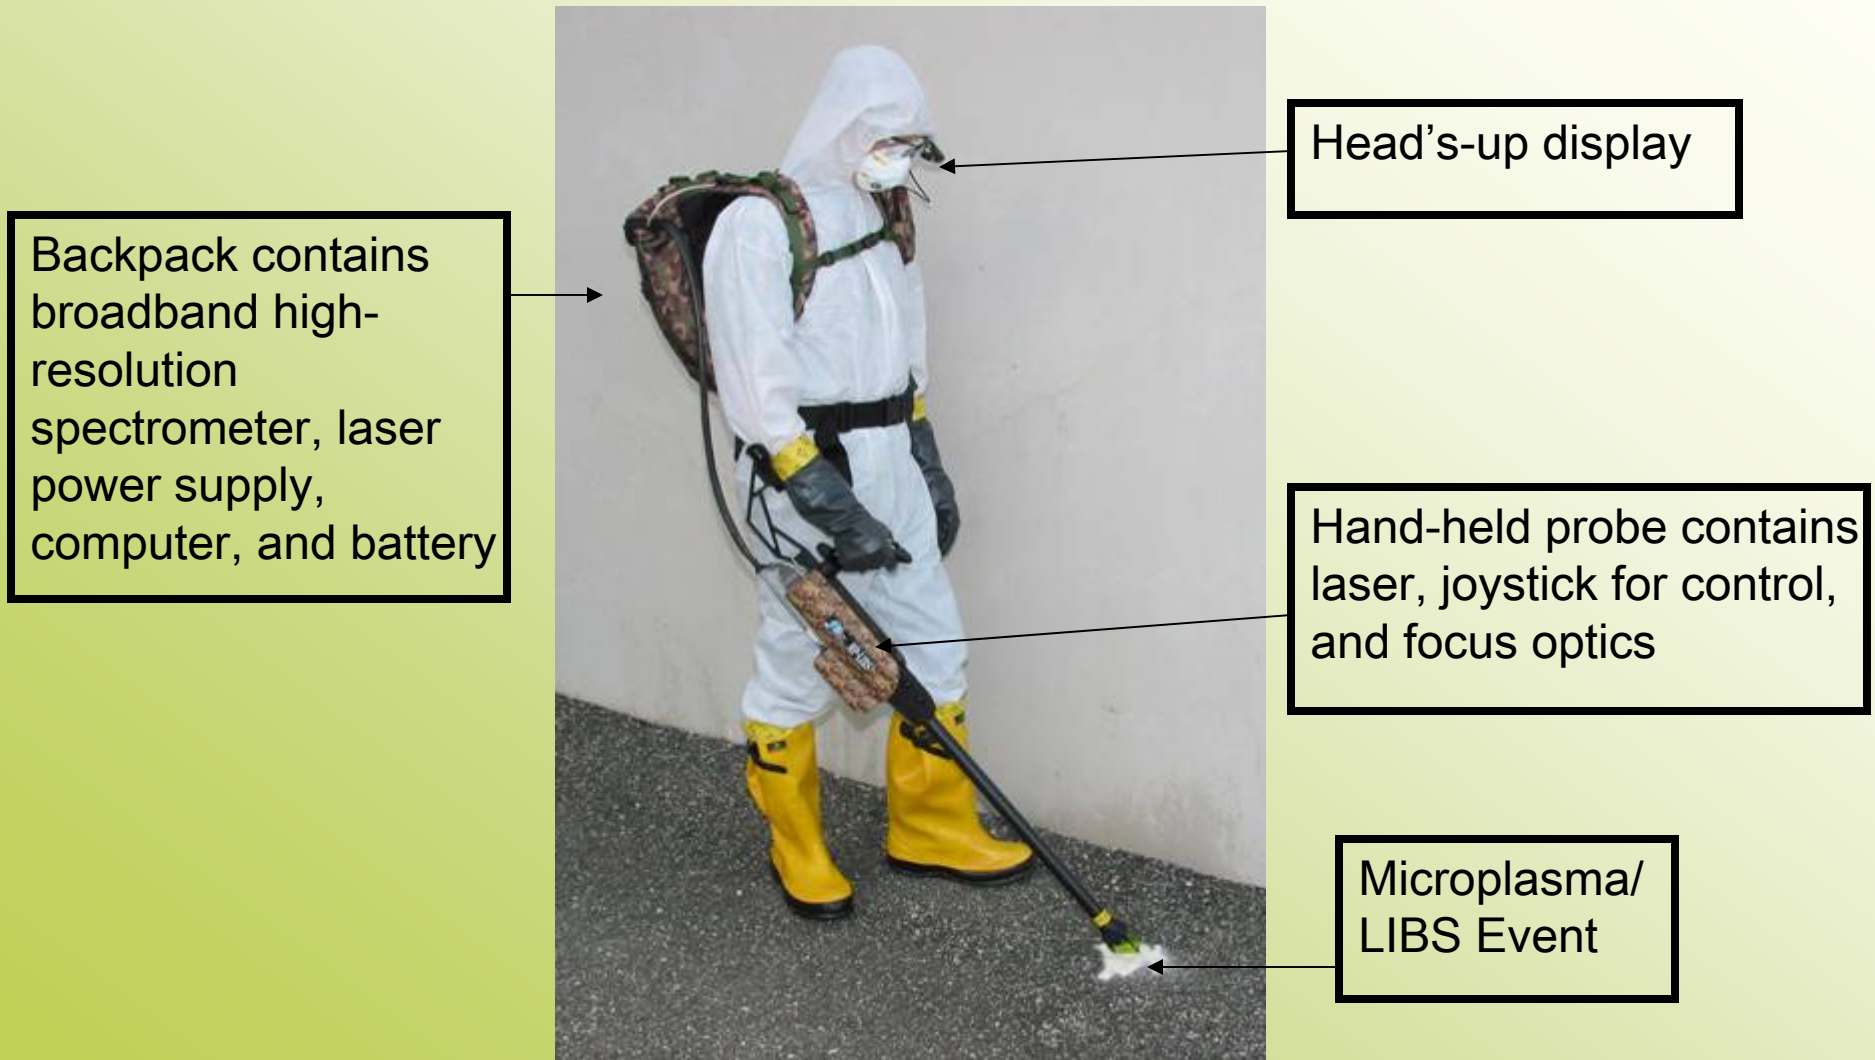 Head’s-up display
Backpack contains
broadband high-
resolution
spectrometer, laser
power supply,
computer, and battery
Hand-held probe contains
laser, joystick for control,
and focus optics
Microplasma/
LIBS Event